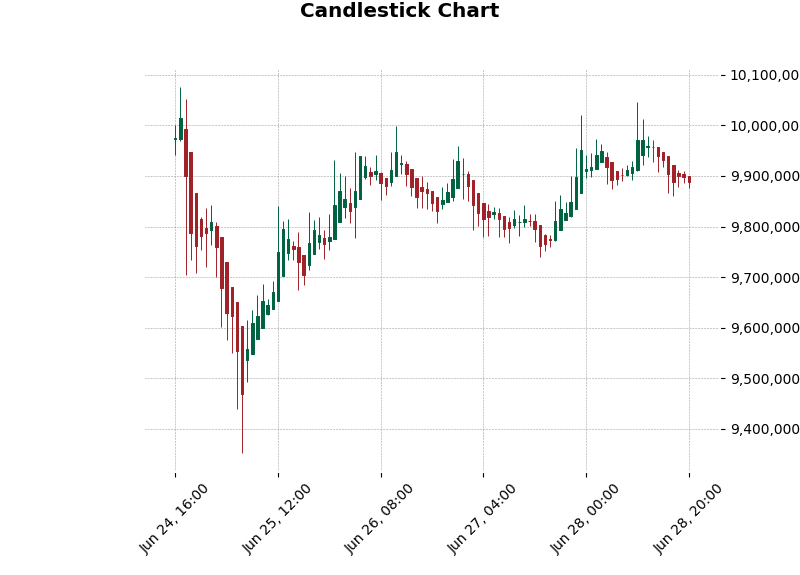 Candlestick Chart
10,100,00
10,000,00
9,900,000
9,800,000
9,700,000
9,600,000
9,500,000
9,400,000
Jun 24, 16:00
Jun 25, 12:00
Jun 26, 08:00
Jun 27, 04:00
Jun 28, 00:00
Jun 28, 20:00